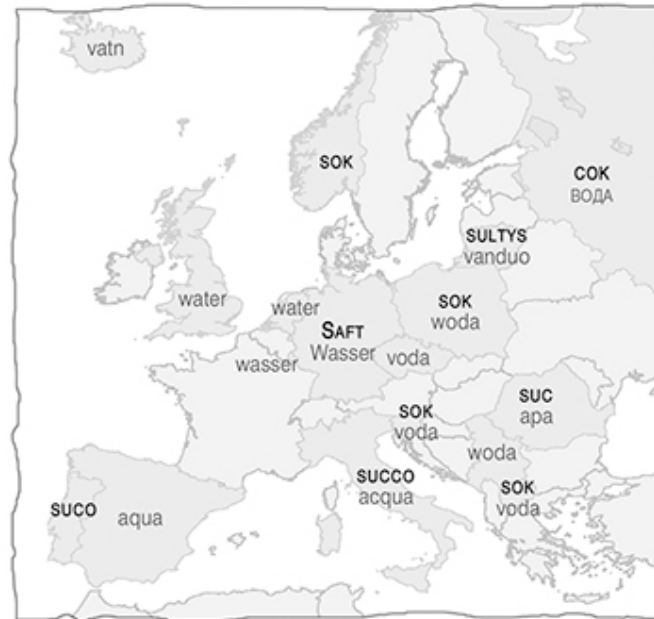 vatn
SOK
СОК
ВОДА
SULTYS
vanduo
water
water
SOK
woda
SAFT
Wasser
wasser
voda
SUC
apa
SOK
voda
woda
SUCCO
acqua
SOK
voda
SUCO
aqua